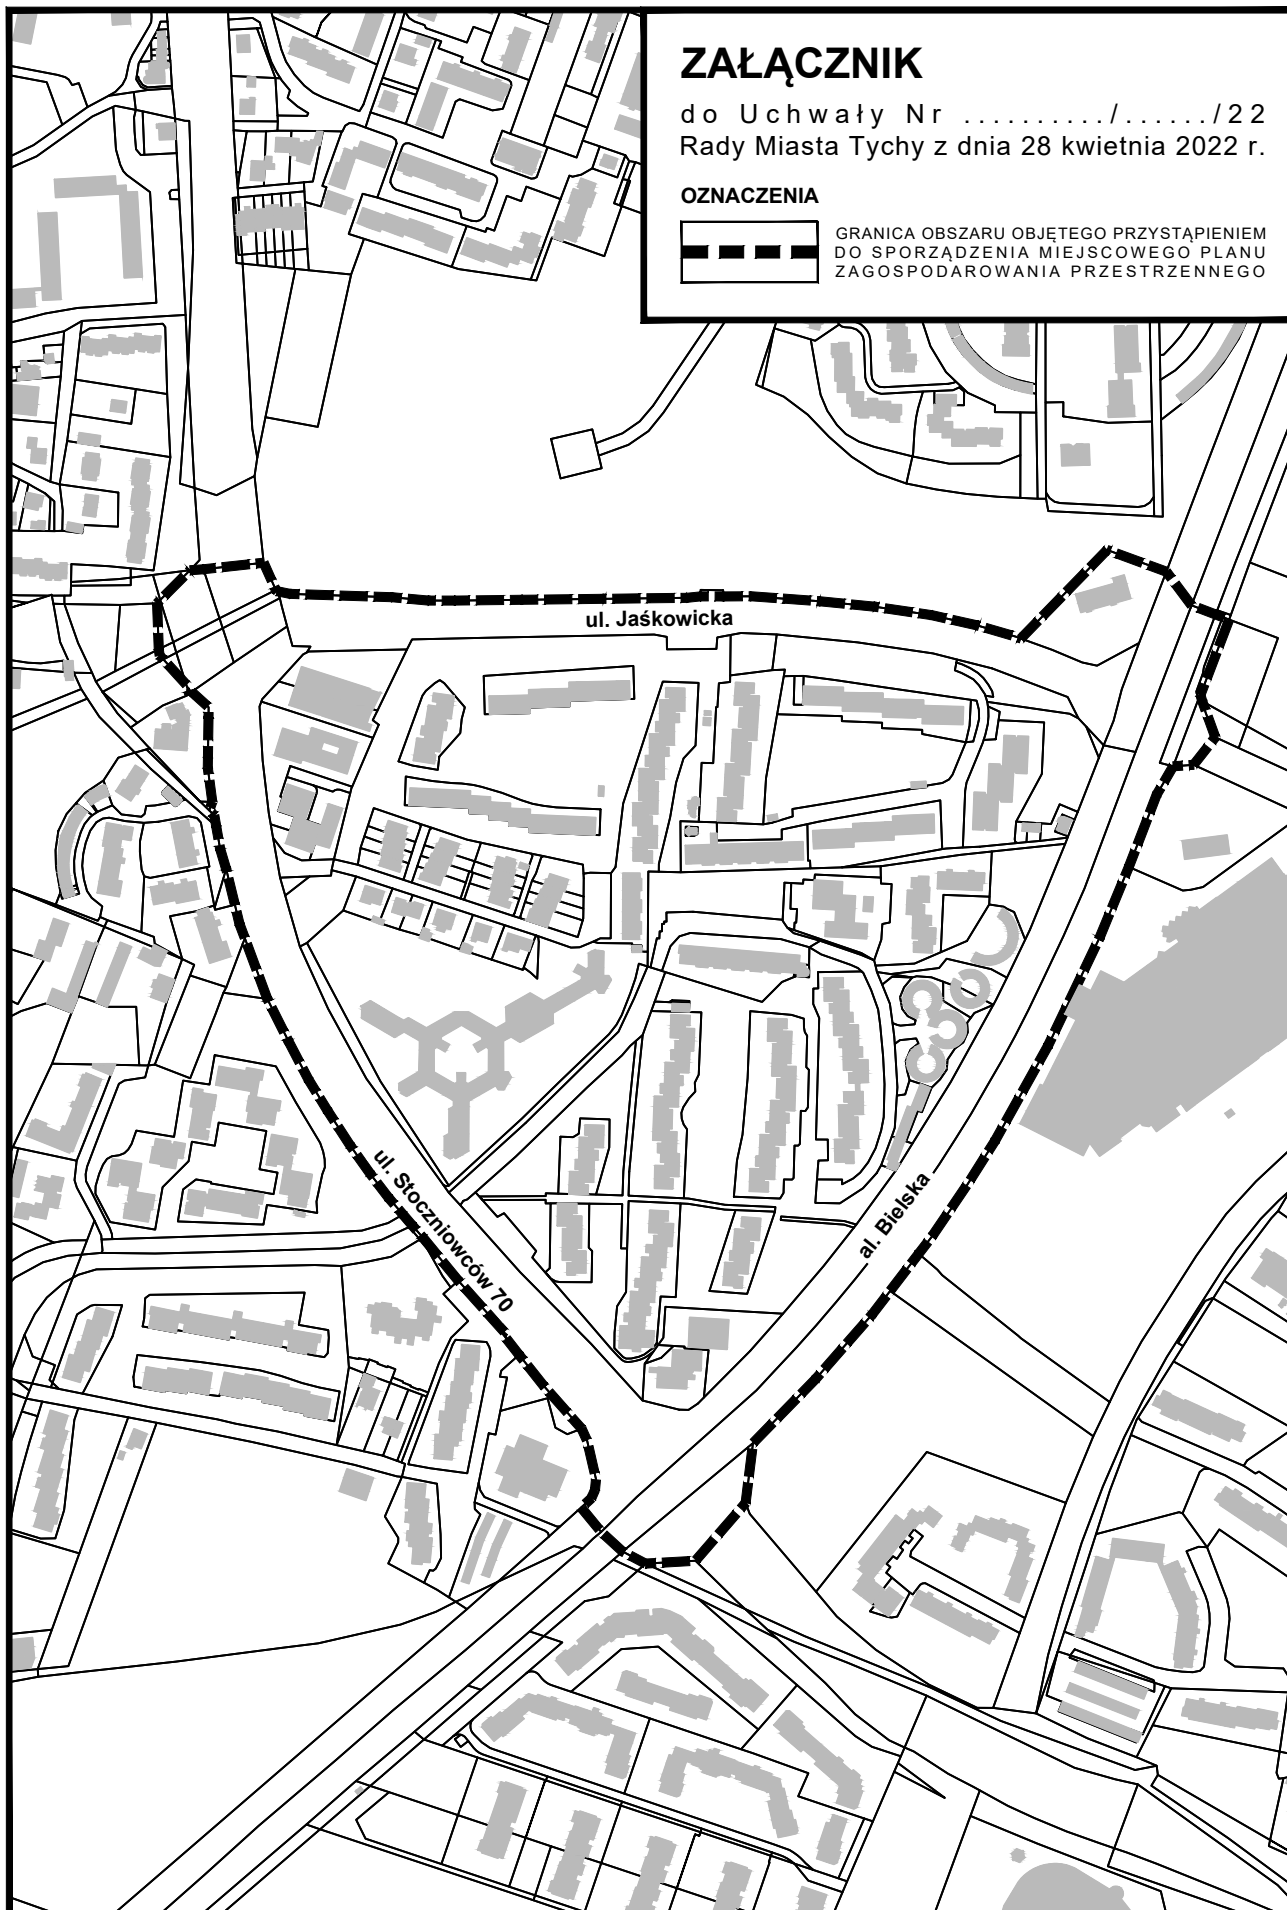 ZAŁĄCZNIK
do Uchwały Nr ........../....../22
Rady Miasta Tychy z dnia 28 kwietnia 2022 r.
OZNACZENIA
GRANICA OBSZARU OBJĘTEGO PRZYSTĄPIENIEM
DO SPORZĄDZENIA MIEJSCOWEGO PLANU
ZAGOSPODAROWANIA PRZESTRZENNEGO
ul. Jaśkowicka
ul. Stoczniowców 70
al. Bielska